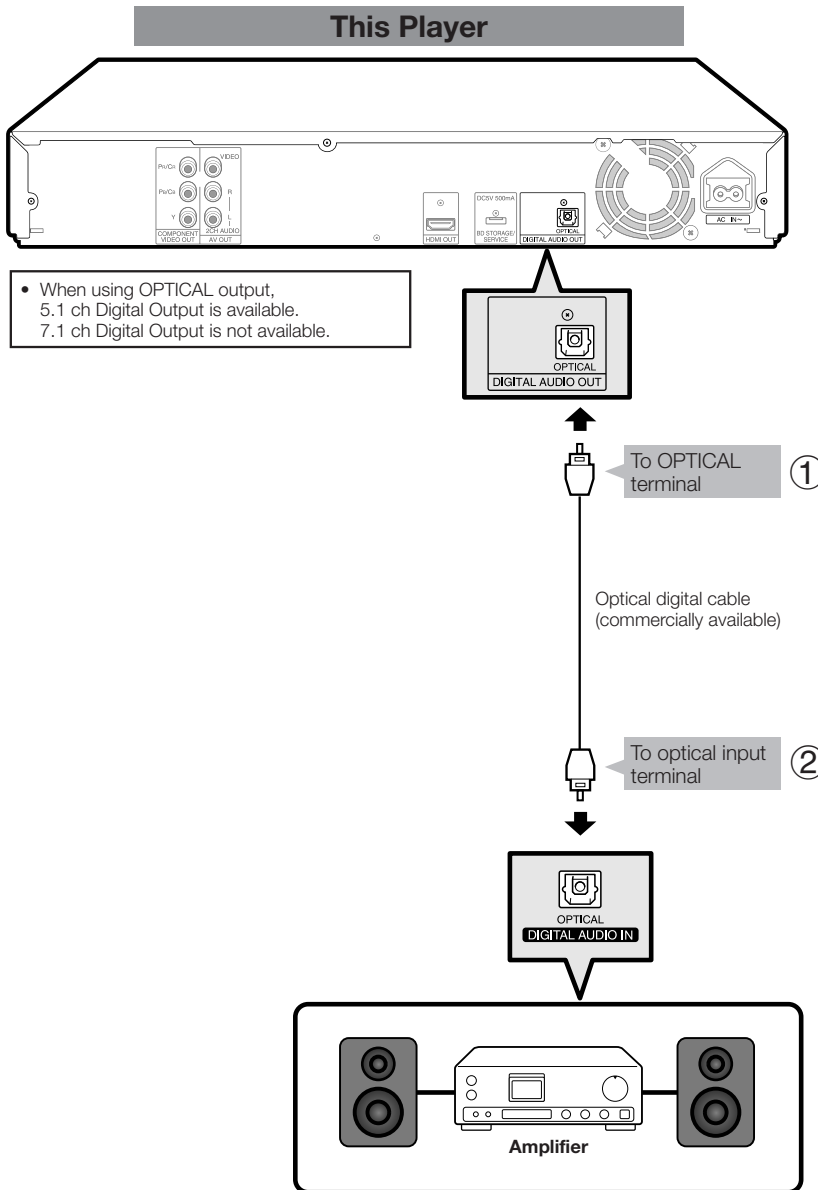 This Player
PR/CR
VIDEO
PB/CB
R
Y
L
COMPONENT
VIDEO OUT
2CH AUDIO
AV OUT
HDMI OUT
DC5V 500mA
BD STORAGE/
SERVICE
OPTICAL
DIGITAL AUDIO OUT
AC IN~
• When using OPTICAL output,
5.1 ch Digital Output is available.
7.1 ch Digital Output is not available.
OPTICAL
DIGITAL AUDIO OUT
To OPTICAL
terminal
①
Optical digital cable
(commercially available)
To optical input
terminal
②
OPTICAL
DIGITAL AUDIO IN
Amplifier